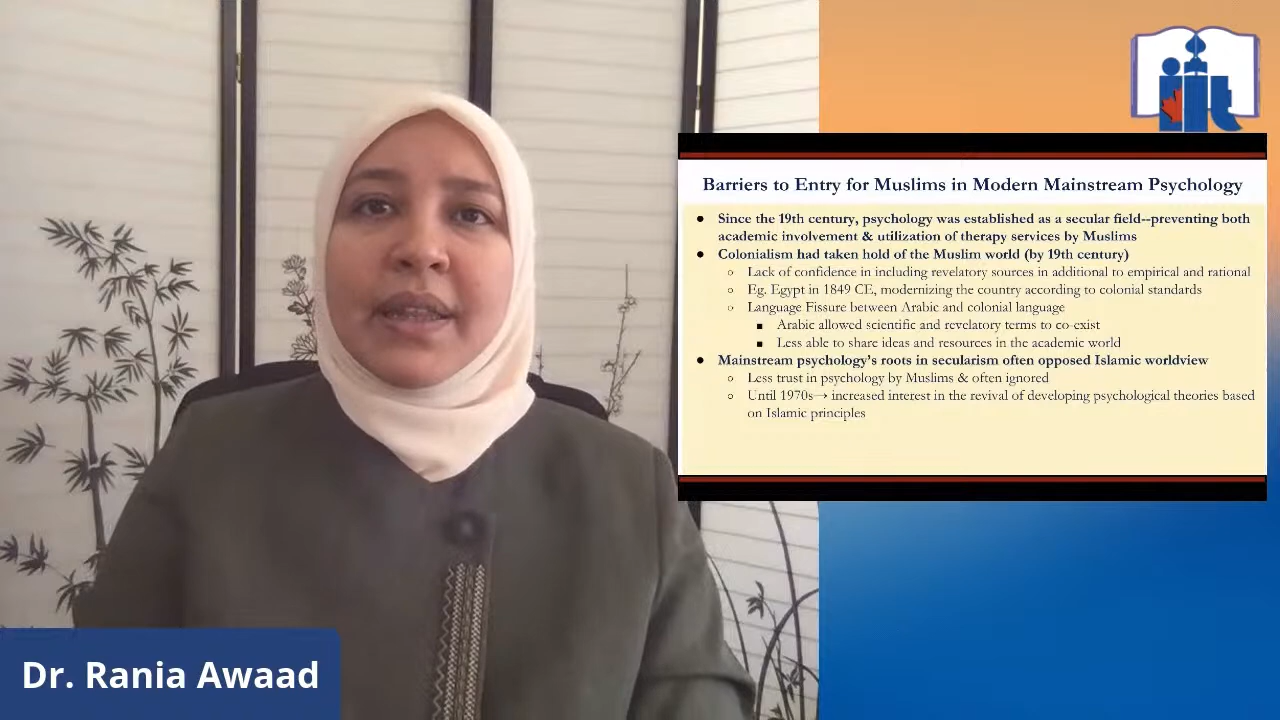 iiit
Barriers to Entry for Muslims in Modern Mainstream Psychology
● Since the 19th century, psychology was established as a secular field--preventing both
academic involvement & utilization of therapy services by Muslims
● Colonialism had taken hold of the Muslim world (by 19th century)
○ Lack of confidence in including revelatory sources in additional to empirical and rational
○ Eg. Egypt in 1849 CE, modernizing the country according to colonial standards
○ Language Fissure between Arabic and colonial language
■ Arabic allowed scientific and revelatory terms to co-exist
■ Less able to share ideas and resources in the academic world
● Mainstream psychology's roots in secularism often opposed Islamic worldview
○ Less trust in psychology by Muslims & often ignored
○ Until 1970s→ increased interest in the revival of developing psychological theories based
on Islamic principles
Dr. Rania Awaad